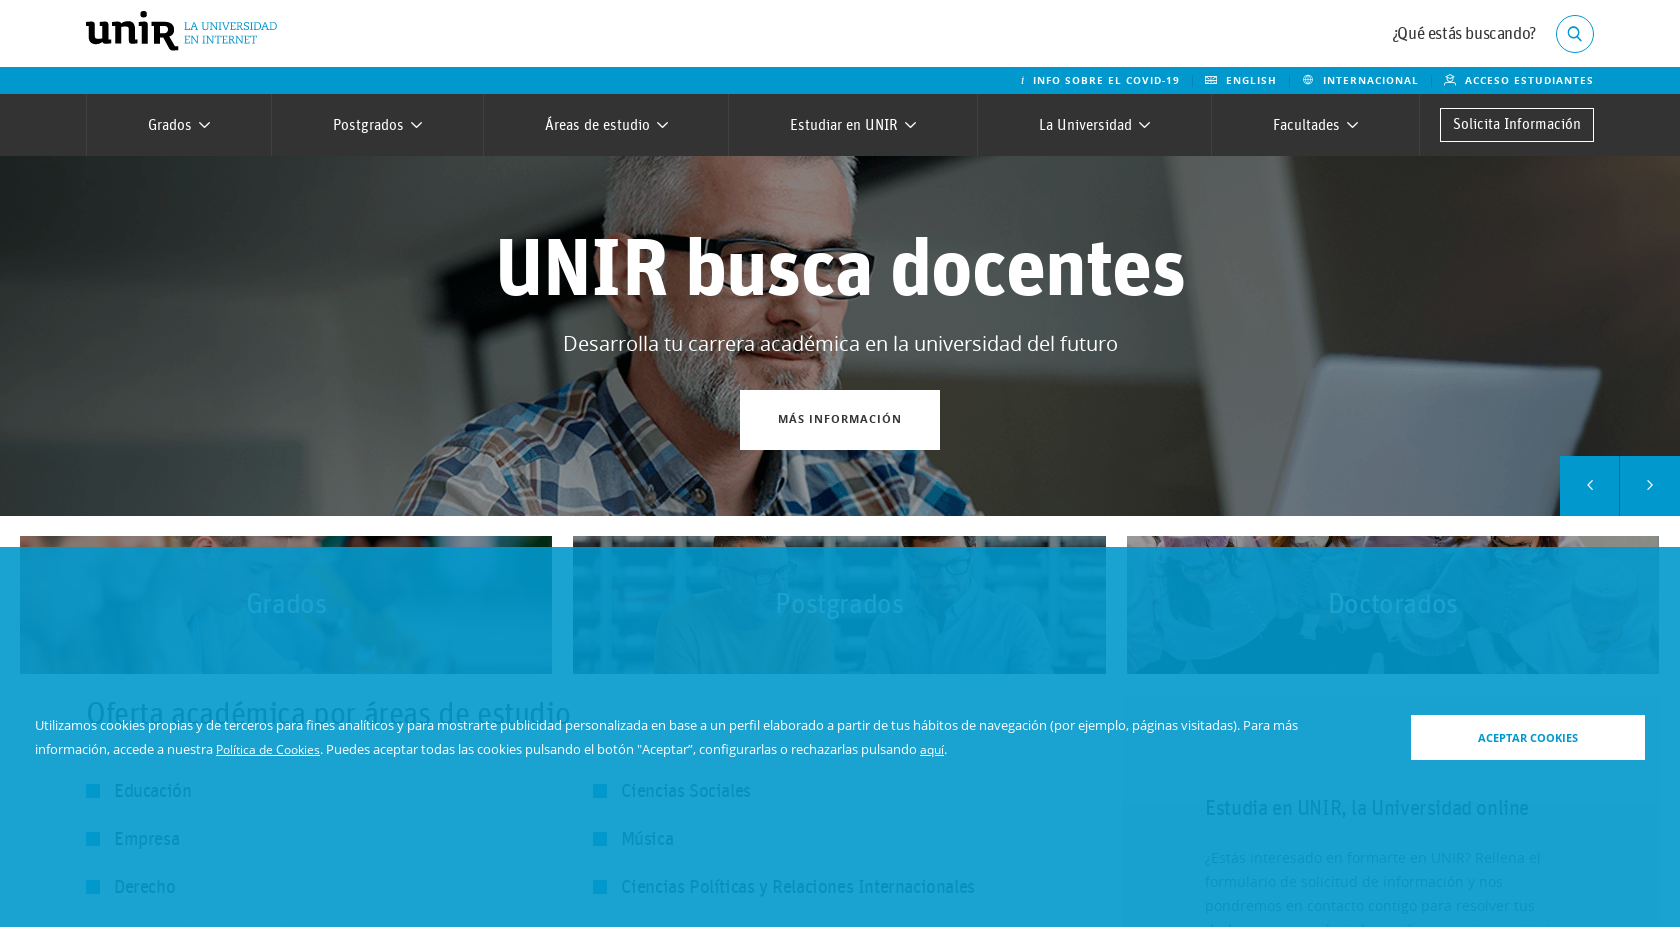 unir LA UNIVERSIDAD
EN INTERNET
¿Qué estás buscando?
i INFO SOBRE EL COVID-19
ENGLISH
INTERNACIONAL
ACCESO ESTUDIANTES
Grados
Postgrados
Áreas de estudio
Estudiar en UNIR
La Universidad
Facultades
Solicita Información
UNIR busca docentes
Desarrolla tu carrera académica en la universidad del futuro
MÁS INFORMACIÓN
Grados
Postgrados
Doctorados
Oferta académica por áreas de estudio
Utilizamos cookies propias y de terceros para fines analíticos y para mostrarte publicidad personalizada en base a un perfil elaborado a partir de tus hábitos de navegación (por ejemplo, páginas visitadas). Para más
información, accede a nuestra Política de Cookies. Puedes aceptar todas las cookies pulsando el botón "Aceptar", configurarlas o rechazarlas pulsando aquí.
ACEPTAR COOKIES
Educación
Ciencias Sociales
Empresa
Música
Derecho
Ciencias Políticas y Relaciones Internacionales
Estudia en UNIR, la Universidad online
¿Estás interesado en formarte en UNIR? Rellena el
formulario de solicitud de información y nos
pondremos en contacto contigo para resolver tus